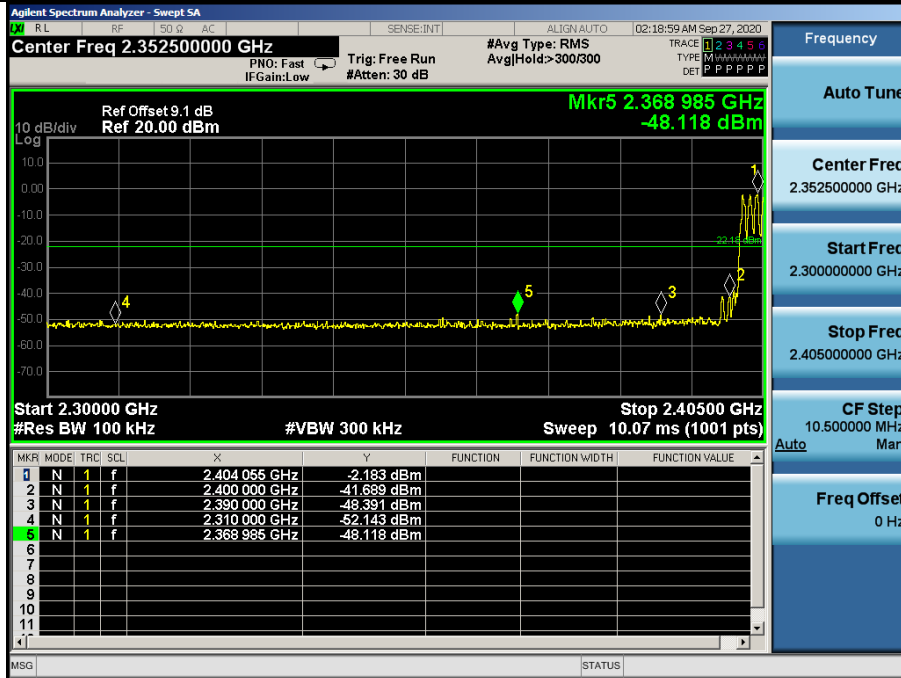 Agilent Spectrum Analyzer - Swept SA
LXI RL RF 50 Ω AC SENSE:INT ALIGN AUTO 02:18:59 AM Sep 27, 2020
Center Freq 2.352500000 GHz
PNO: Fast
IFGain:Low
Trig: Free Run
#Atten: 30 dB
#Avg Type: RMS
Avg|Hold:>300/300
TRACE 1 2 3 4 5 6
TYPE M
DET P P P P P P
Ref Offset 9.1 dB
10 dB/div Ref 20.00 dBm
Log
Mkr5 2.368 985 GHz
-48.118 dBm
10.0
0.00
-10.0
-20.0
-30.0
-40.0
-50.0
-60.0
-70.0
1
2
3
4
5
Start 2.30000 GHz Stop 2.40500 GHz
#Res BW 100 kHz #VBW 300 kHz Sweep 10.07 ms (1001 pts)
MKR MODE TRC SCL X Y FUNCTION FUNCTION WIDTH FUNCTION VALUE
1 N 1 f 2.404 055 GHz -2.183 dBm
2 N 1 f 2.400 000 GHz -41.689 dBm
3 N 1 f 2.390 000 GHz -48.391 dBm
4 N 1 f 2.310 000 GHz -52.143 dBm
5 N 1 f 2.368 985 GHz -48.118 dBm
6
7
8
9
10
11
MSG STATUS
Frequency
Auto Tune
Center Freq
2.352500000 GHz
Start Freq
2.300000000 GHz
Stop Freq
2.405000000 GHz
CF Step
10.500000 MHz
Auto Man
Freq Offset
0 Hz